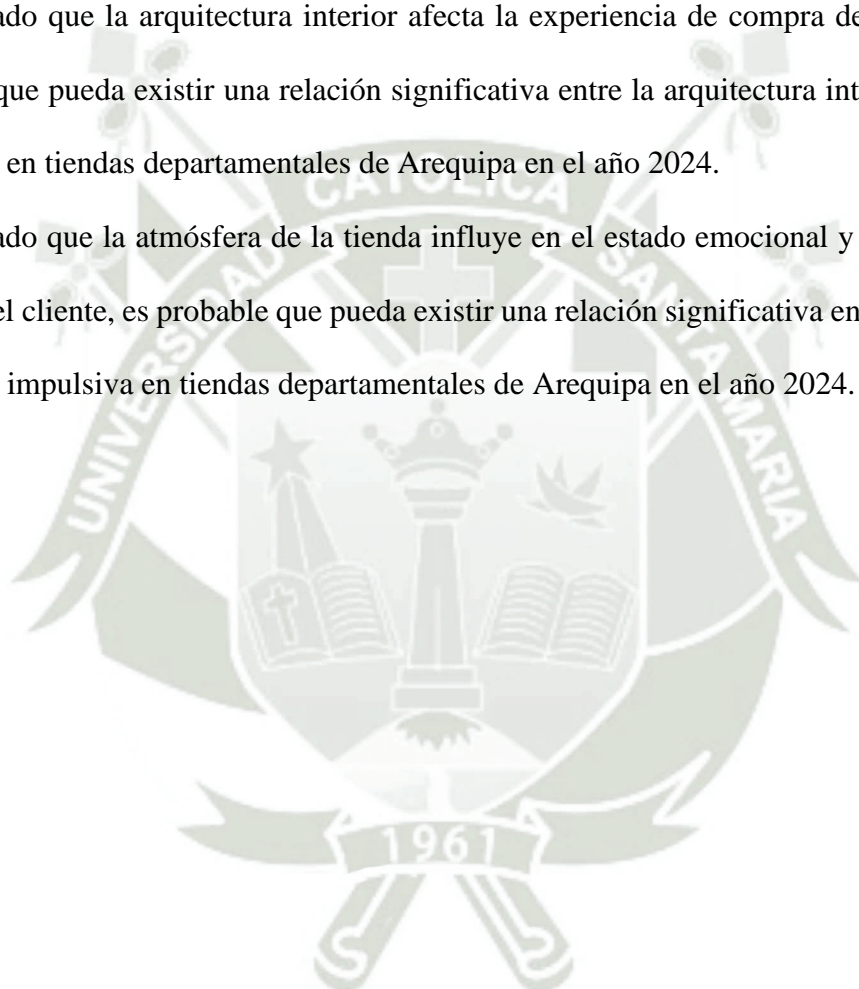 ado que la arquitectura interior afecta la experiencia de compra de
que pueda existir una relación significativa entre la arquitectura int
en tiendas departamentales de Arequipa en el año 2024.
ado que la atmósfera de la tienda influye en el estado emocional y
el cliente, es probable que pueda existir una relación significativa en
impulsiva en tiendas departamentales de Arequipa en el año 2024.
UNIVERSIDAD CATOLICA SANTA MARIA
1961